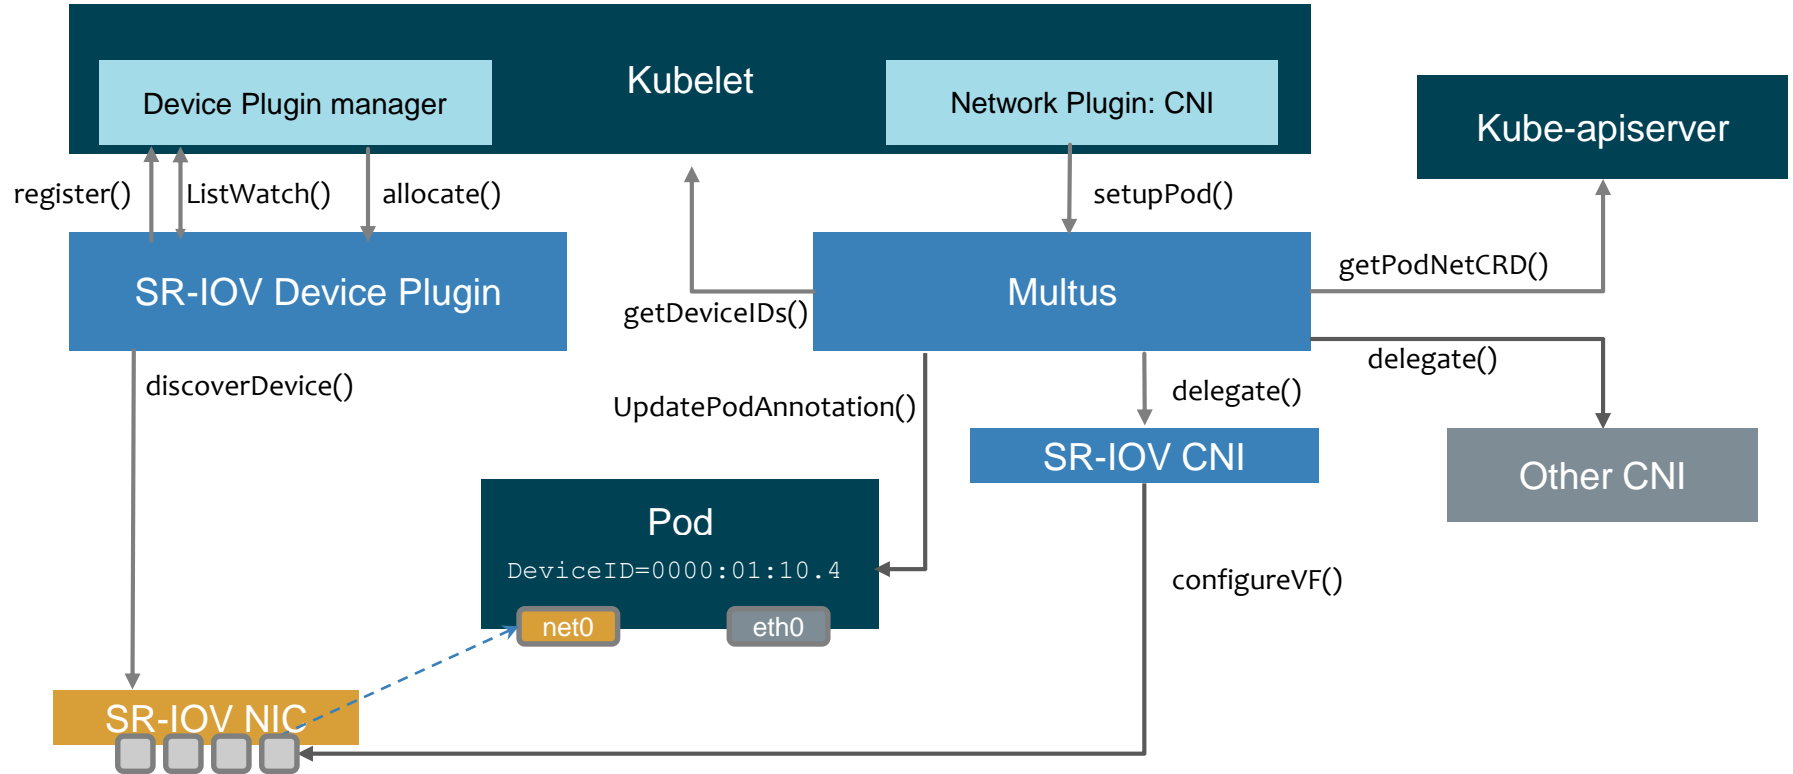 Kubelet
Device Plugin manager
Network Plugin: CNI
Kube-apiserver
register()
ListWatch()
allocate()
setupPod()
getPodNetCRD()
SR-IOV Device Plugin
Multus
getDeviceIDs()
delegate()
discoverDevice()
UpdatePodAnnotation()
delegate()
SR-IOV CNI
Other CNI
Pod
DeviceID=0000:01:10.4
configureVF()
net0
eth0
SR-IOV NIC